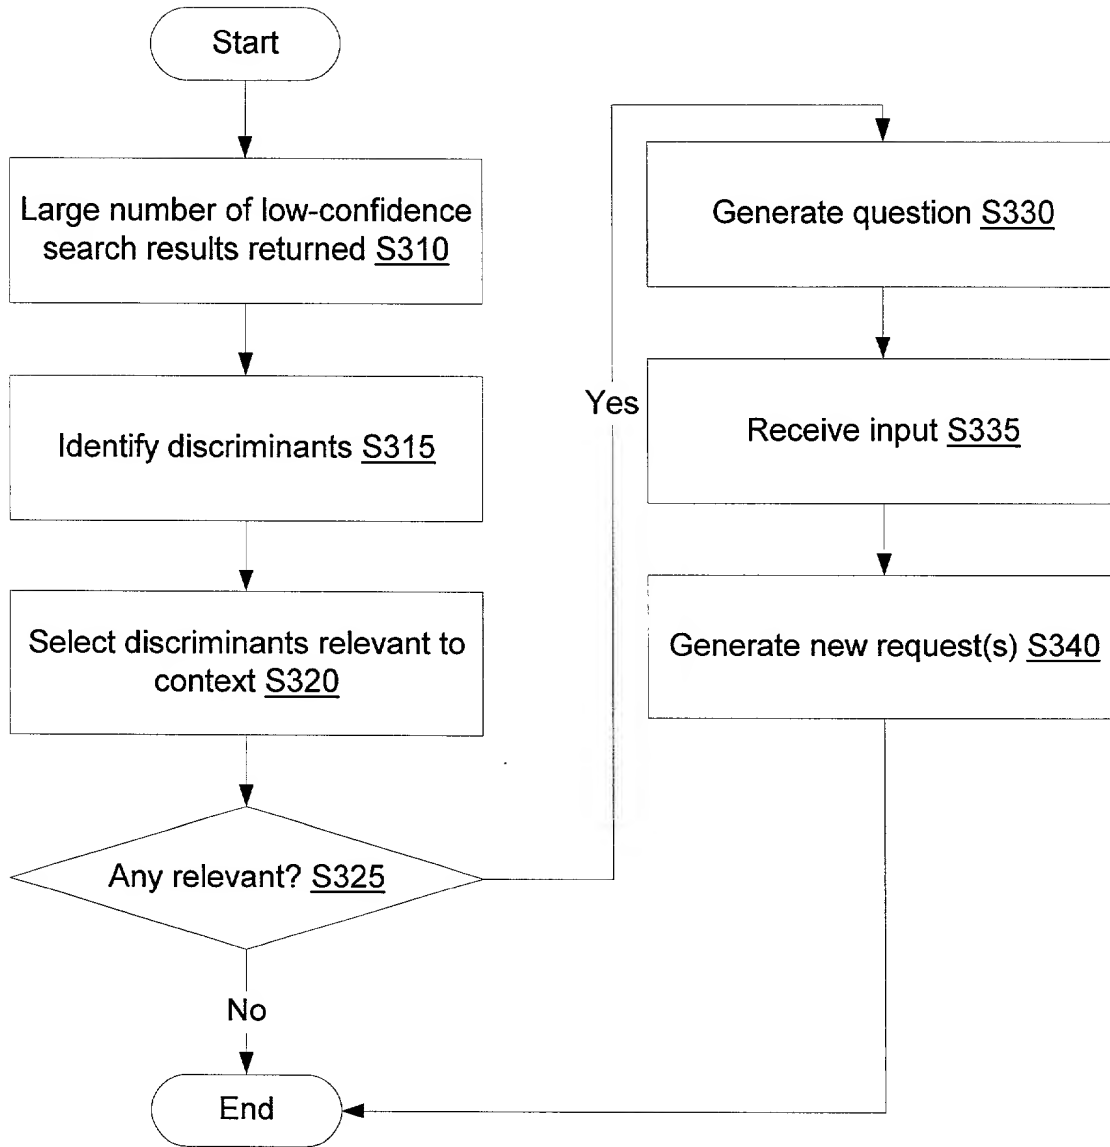 Start
Large number of low-confidence
search results returned S310
Identify discriminants S315
Select discriminants relevant to
context S320
Any relevant? S325
No
End
Yes
Generate question S330
Receive input S335
Generate new request(s) S340